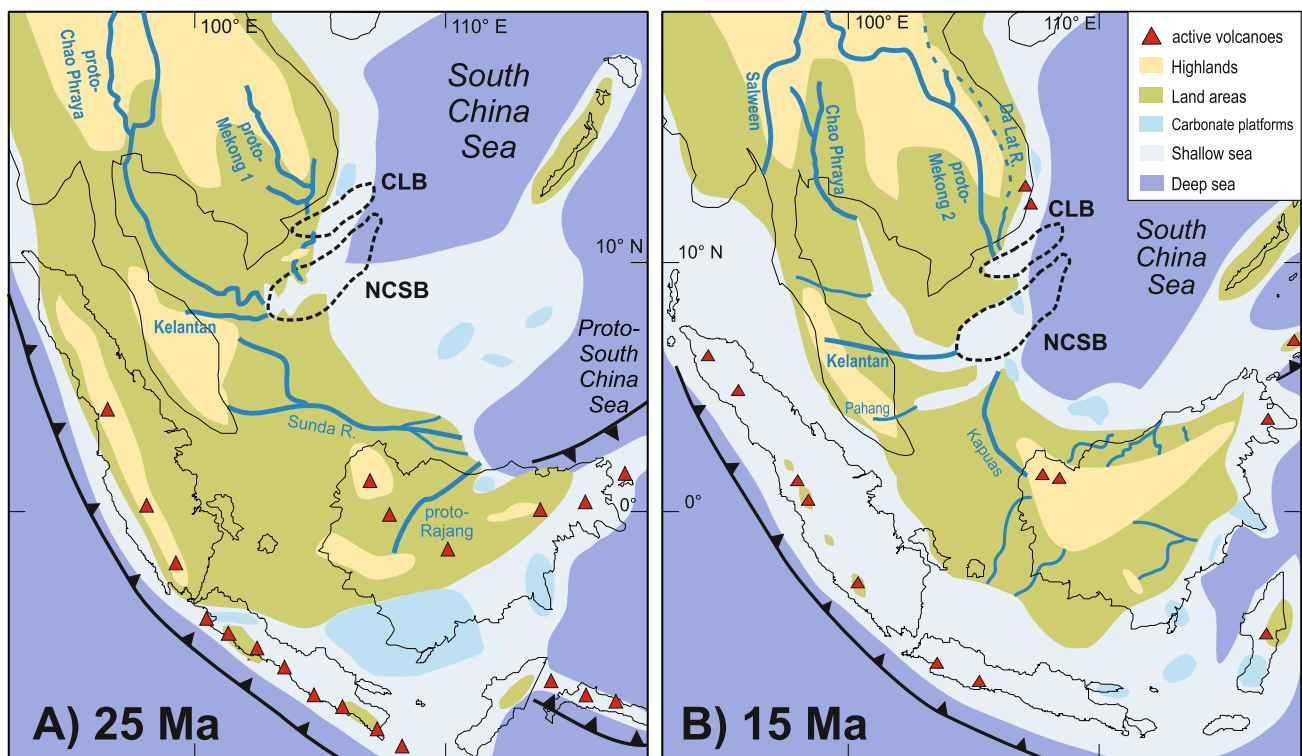 100° E
110° E
proto-
Chao Phraya
South
China
Sea
proto-
Mekong 1
CLB
10° N
NCSB
Kelantan
Proto-
South
China
Sea
Sunda R.
0°
proto-
Rajang
A) 25 Ma
100° E
110° E
active volcanoes
Highlands
Land areas
Carbonate platforms
Shallow sea
Deep sea
Salween
Chao Phraya
Da Lat R.
proto-
Mekong 2
CLB
South
China
Sea
10° N
NCSB
Kelantan
Pahang
Kapuas
0°
B) 15 Ma